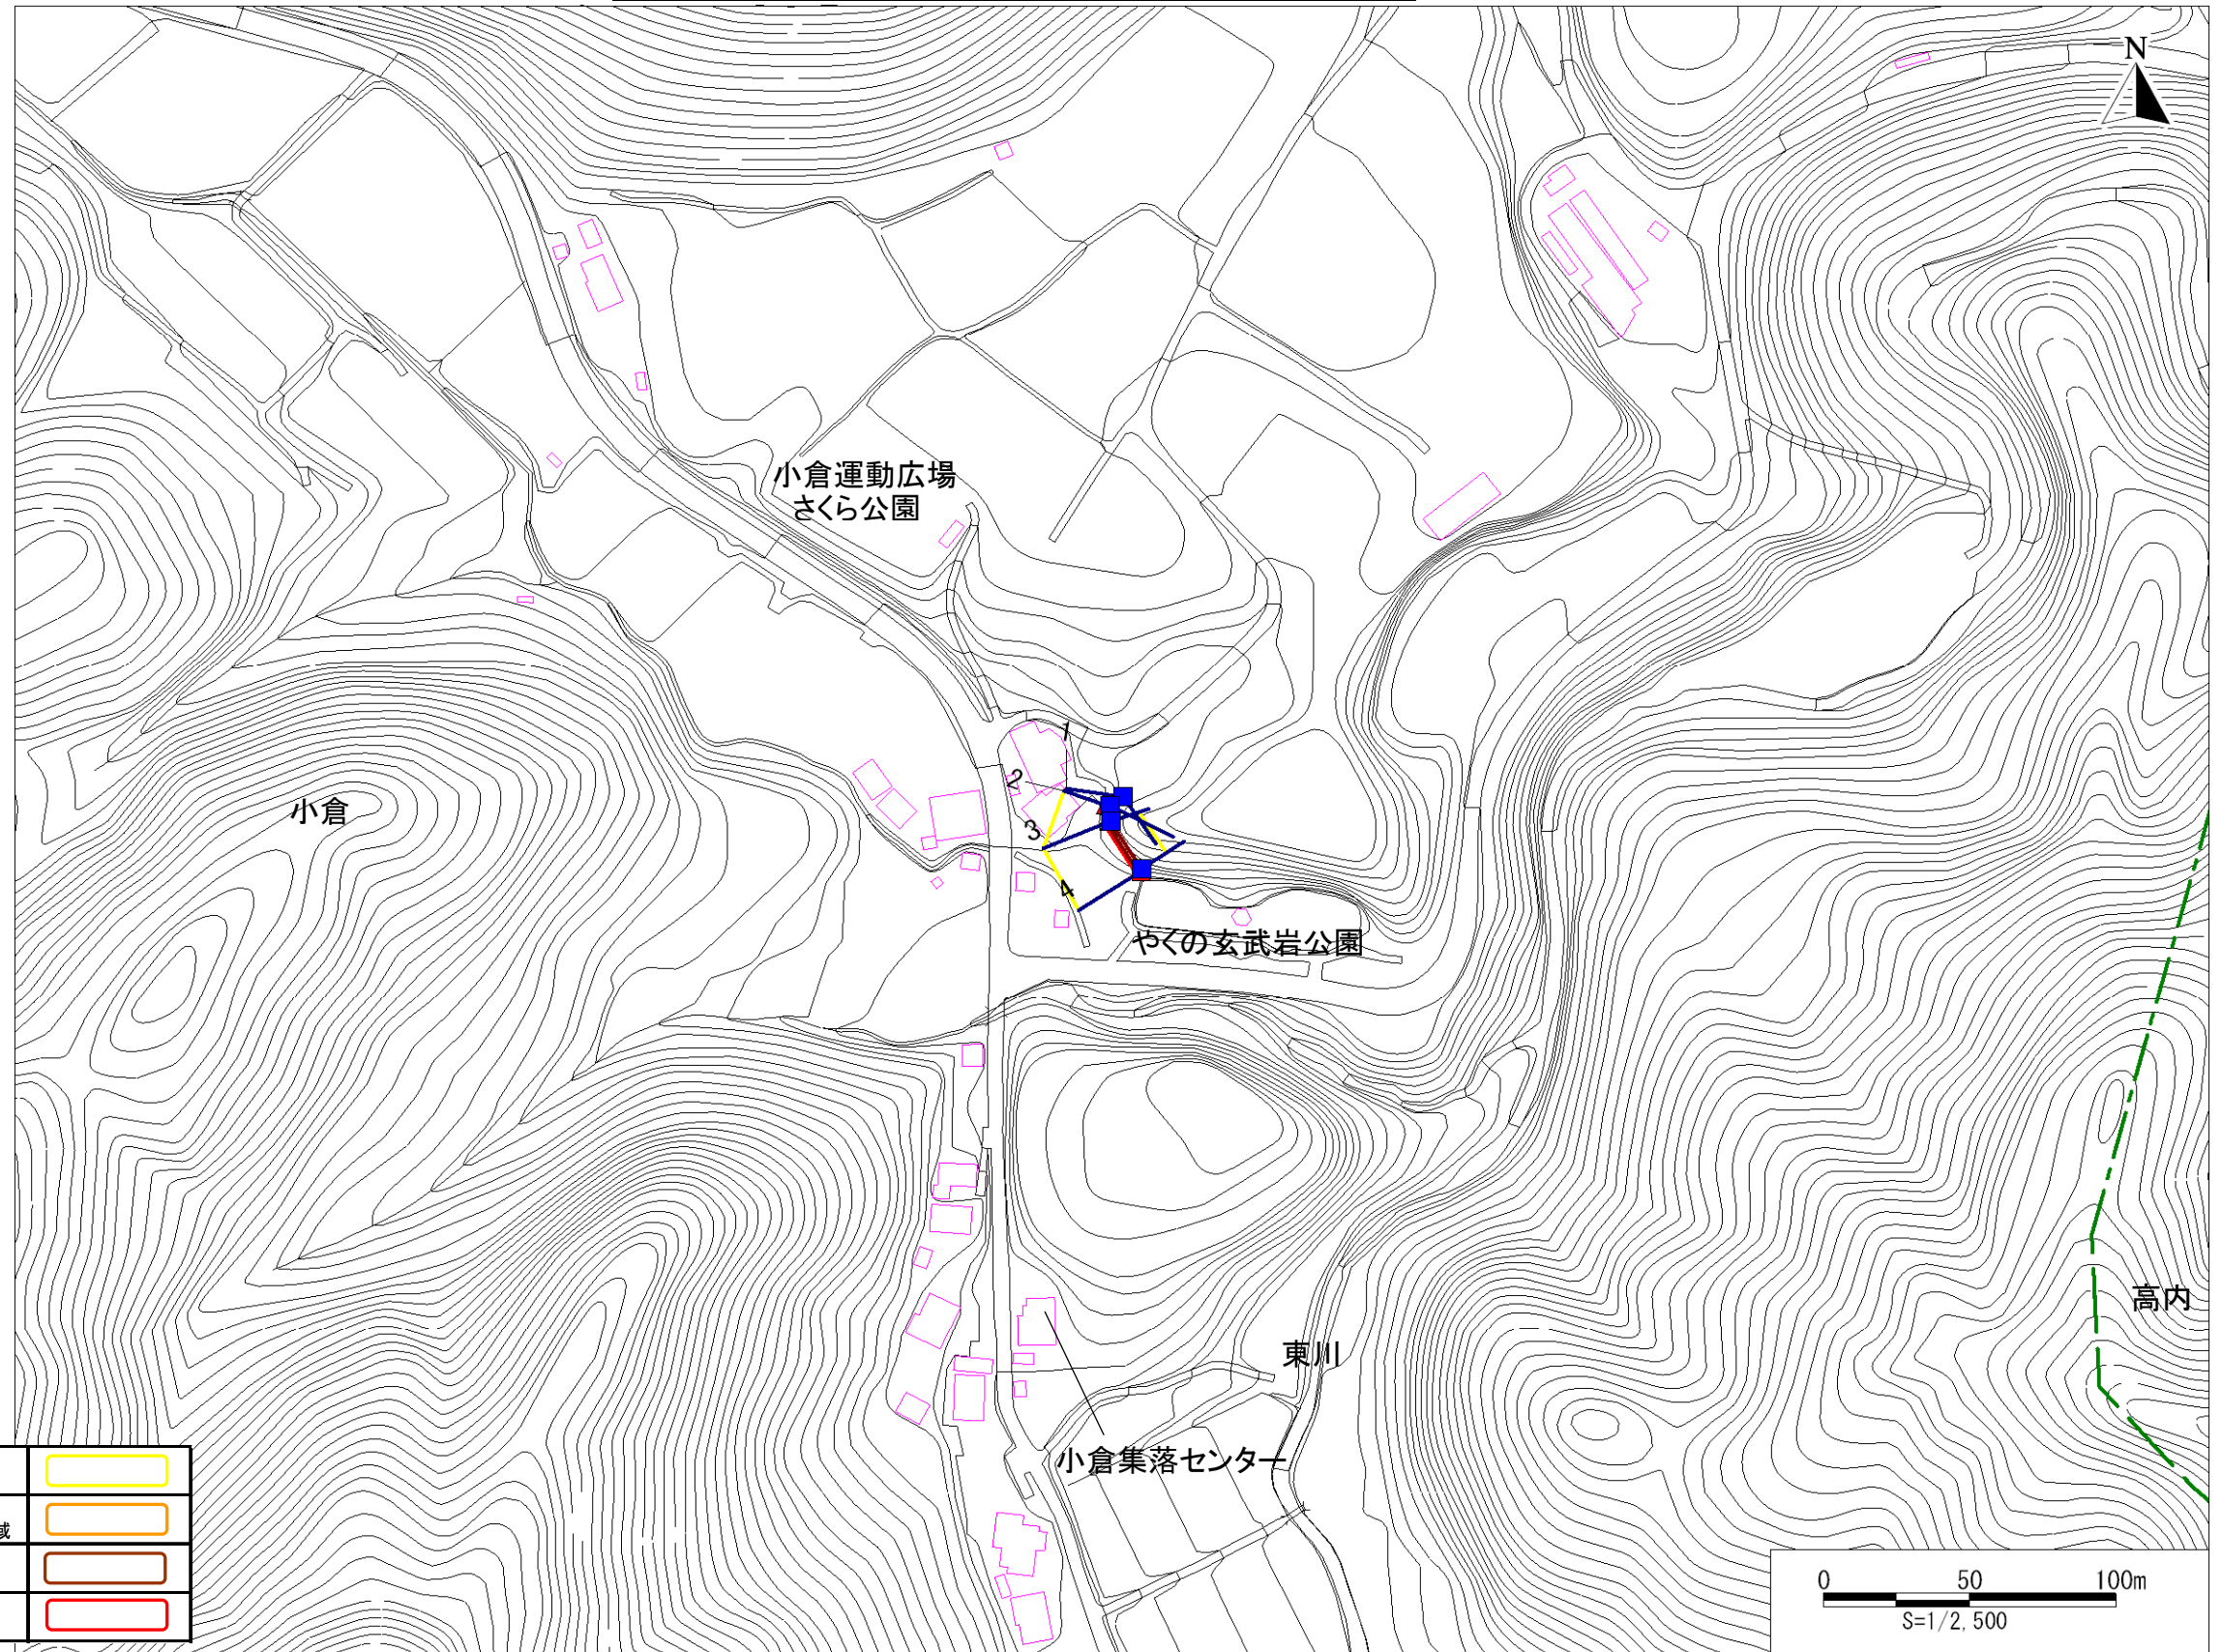 N
小倉運動広場
さくら公園
1
2
3
4
小倉
やくの玄武岩公園
高内
東川
小倉集落センター
域
0 50 100m
S=1/2,500